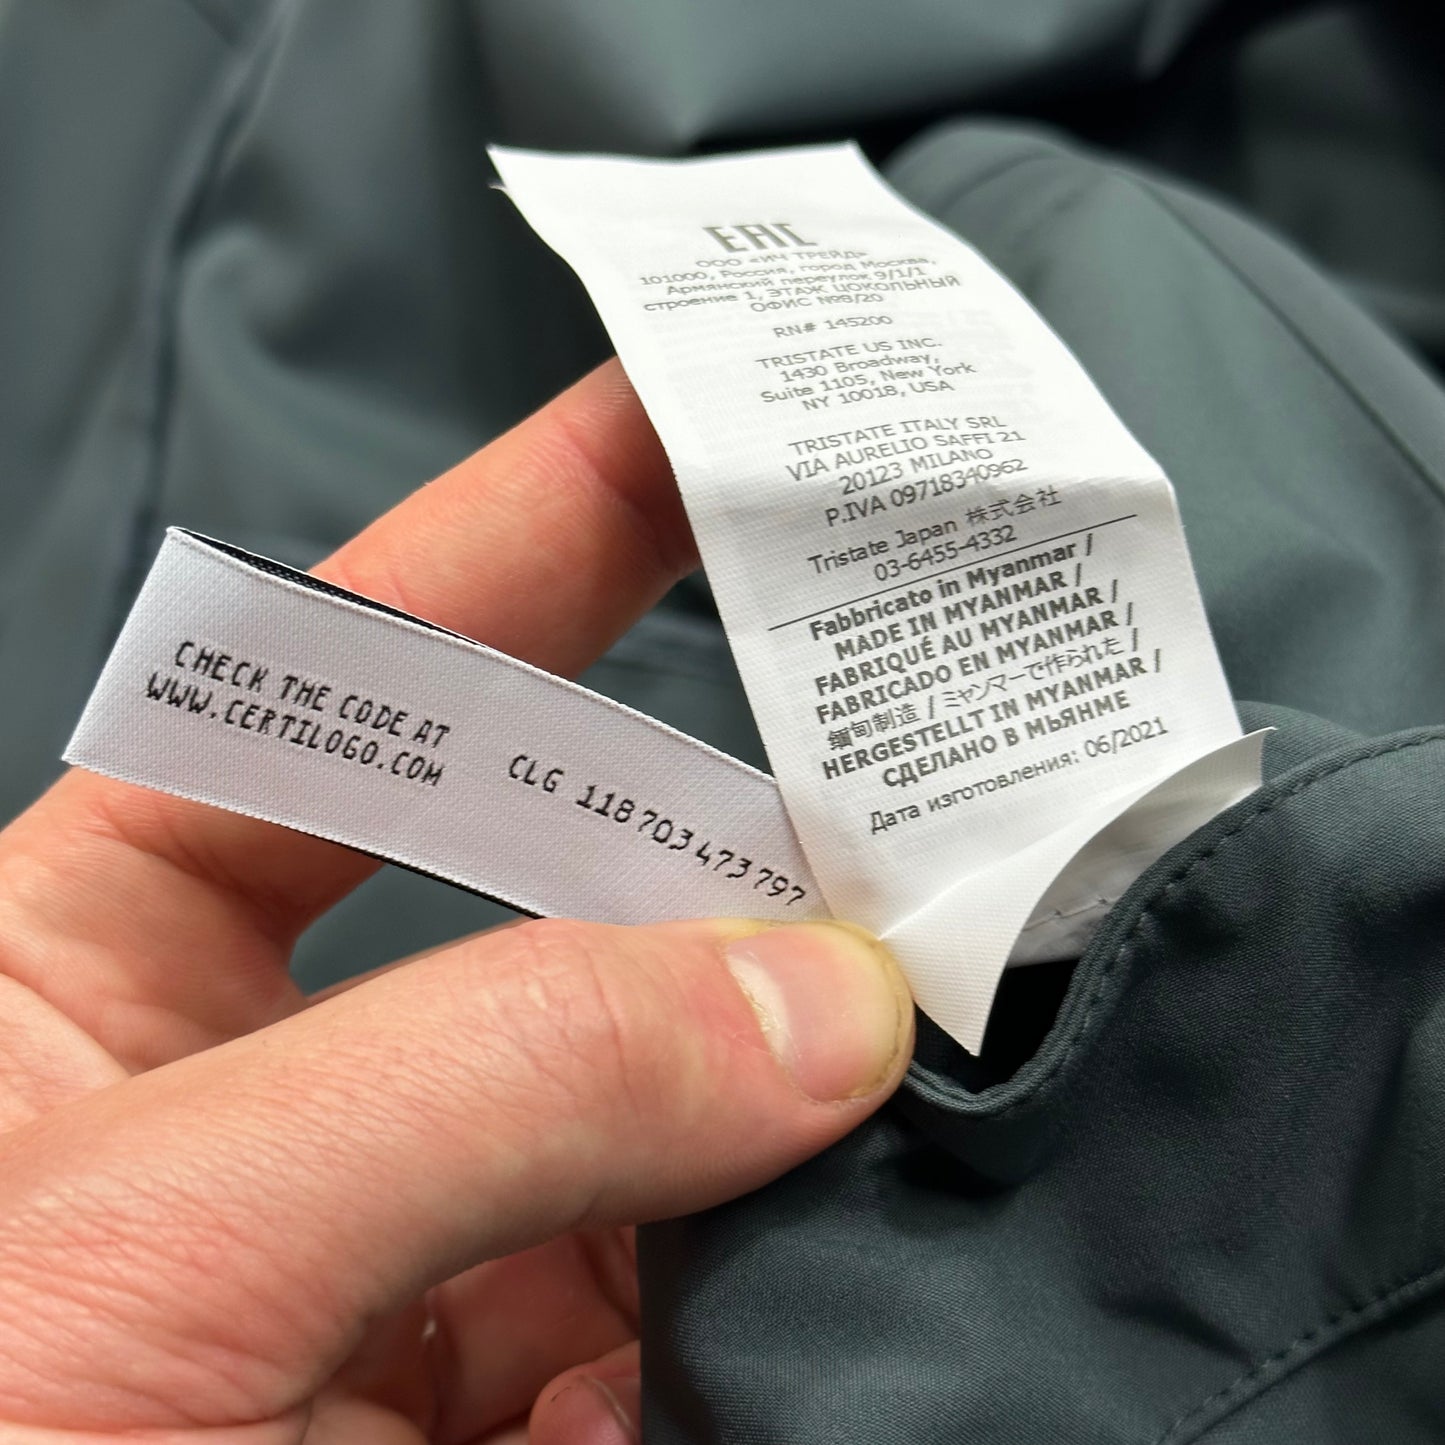 EAC
ООО «ИЧ ТРЕЙД»
101000, Россия, город Москва,
Армянский переулок 9/1/1
строение 1, ЭТАЖ ЦОКОЛЬНЫЙ
ОФИС №8/20
RN# 145200
TRISTATE US INC.
1430 Broadway,
Suite 1105, New York
NY 10018, USA
TRISTATE ITALY SRL
VIA AURELIO SAFFI 21
20123 MILANO
P.IVA 09718340962
Tristate Japan 株式会社
03-6455-4332
Fabbricato in Myanmar /
MADE IN MYANMAR /
FABRIQUÉ AU MYANMAR /
FABRICADO EN MYANMAR /
缅甸制造 / ミャンマーで作られた /
HERGESTELLT IN MYANMAR /
СДЕЛАНО В МЬЯНМЕ
Дата изготовления: 06/2021
CHECK THE CODE AT
WWW.CERTILOGO.COM
CLG 118 703 473 797